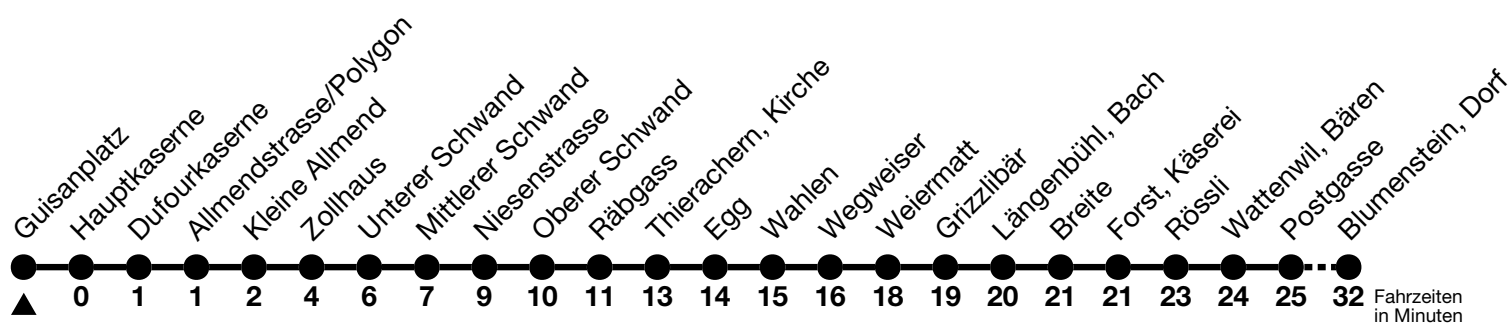 Guisanplatz
Hauptkaserne
Dufourkaserne
Allmendstrasse/Polygon
Kleine Allmend
Zollhaus
Unterer Schwand
Mittlerer Schwand
Niesenstrasse
Oberer Schwand
Räbgass
Thierachern, Kirche
Egg
Wahlen
Wegweiser
Weiermatt
Grizzlibär
Längenbühl, Bach
Breite
Forst, Käserei
Rössli
Wattenwil, Bären
Postgasse
Blumenstein, Dorf
0 1 1 2 4 6 7 9 10 11 13 14 15 16 18 19 20 21 21 23 24 25 32 Fahrzeiten
in Minuten